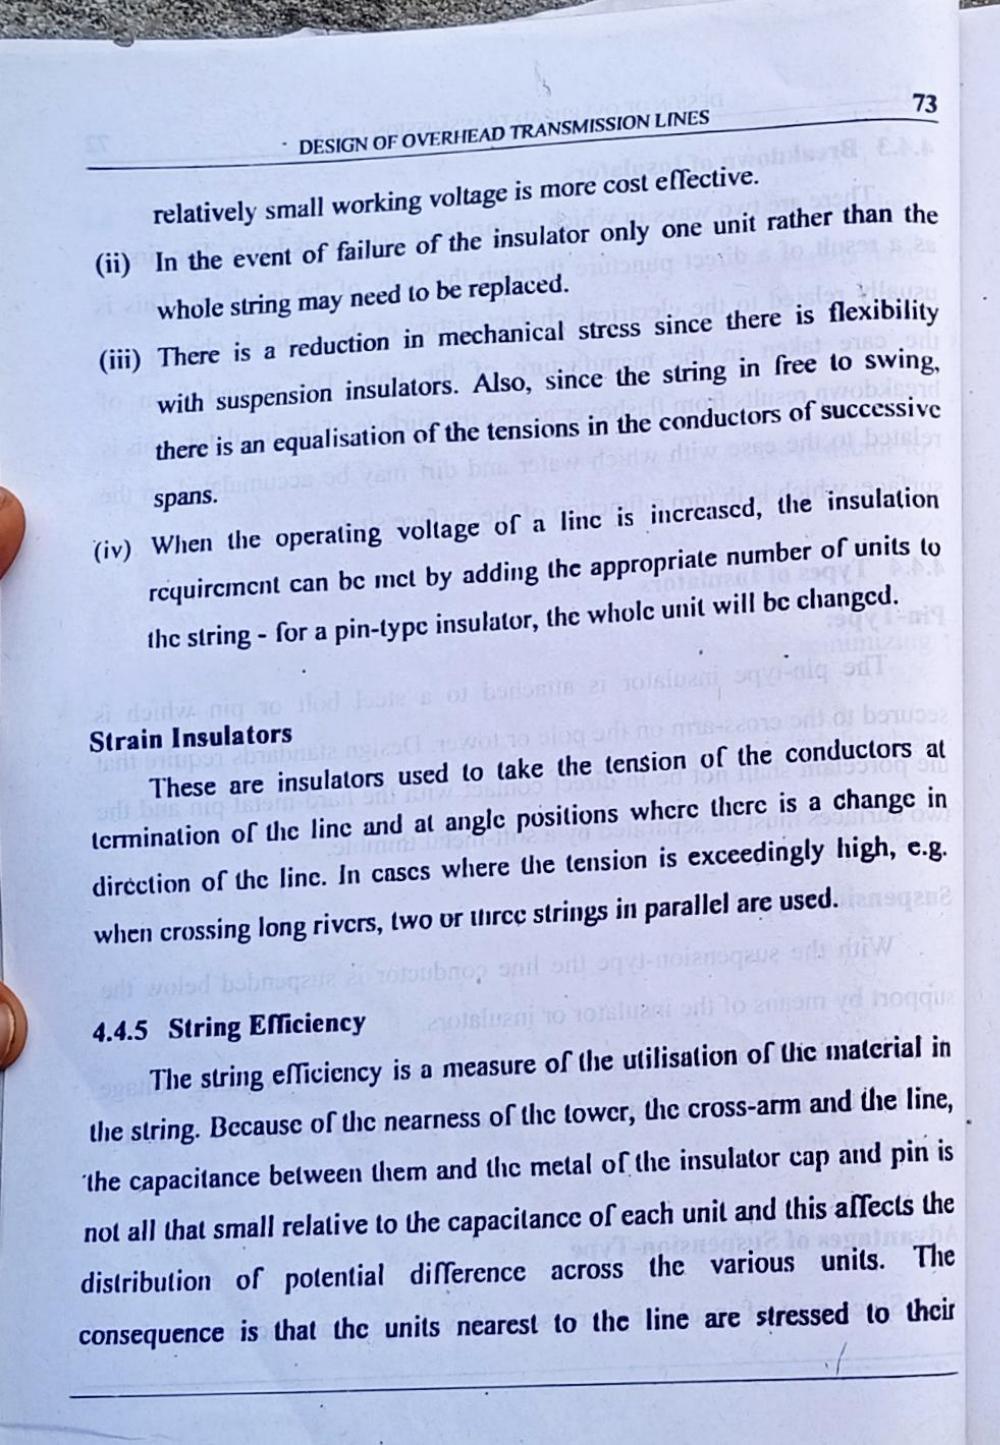 73
DESIGN OF OVERHEAD TRANSMISSION LINES
relatively small working voltage is more cost effective.
(ii) In the event of failure of the insulator only one unit rather than the
whole string may need to be replaced.
(iii) There is a reduction in mechanical stress since there is flexibility
with suspension insulators. Also, since the string in free to swing,
there is an equalisation of the tensions in the conductors of successive
spans.
(iv) When the operating voltage of a line is increased, the insulation
requirement can be met by adding the appropriate number of units to
the string - for a pin-type insulator, the whole unit will be changed.
Strain Insulators
These are insulators used to take the tension of the conductors at
termination of the line and at angle positions where there is a change in
direction of the line. In cases where the tension is exceedingly high, e.g.
when crossing long rivers, two or three strings in parallel are used.
4.4.5 String Efficiency
The string efficiency is a measure of the utilisation of the material in
the string. Because of the nearness of the tower, the cross-arm and the line,
the capacitance between them and the metal of the insulator cap and pin is
not all that small relative to the capacitance of each unit and this affects the
distribution of potential difference across the various units. The
consequence is that the units nearest to the line are stressed to their